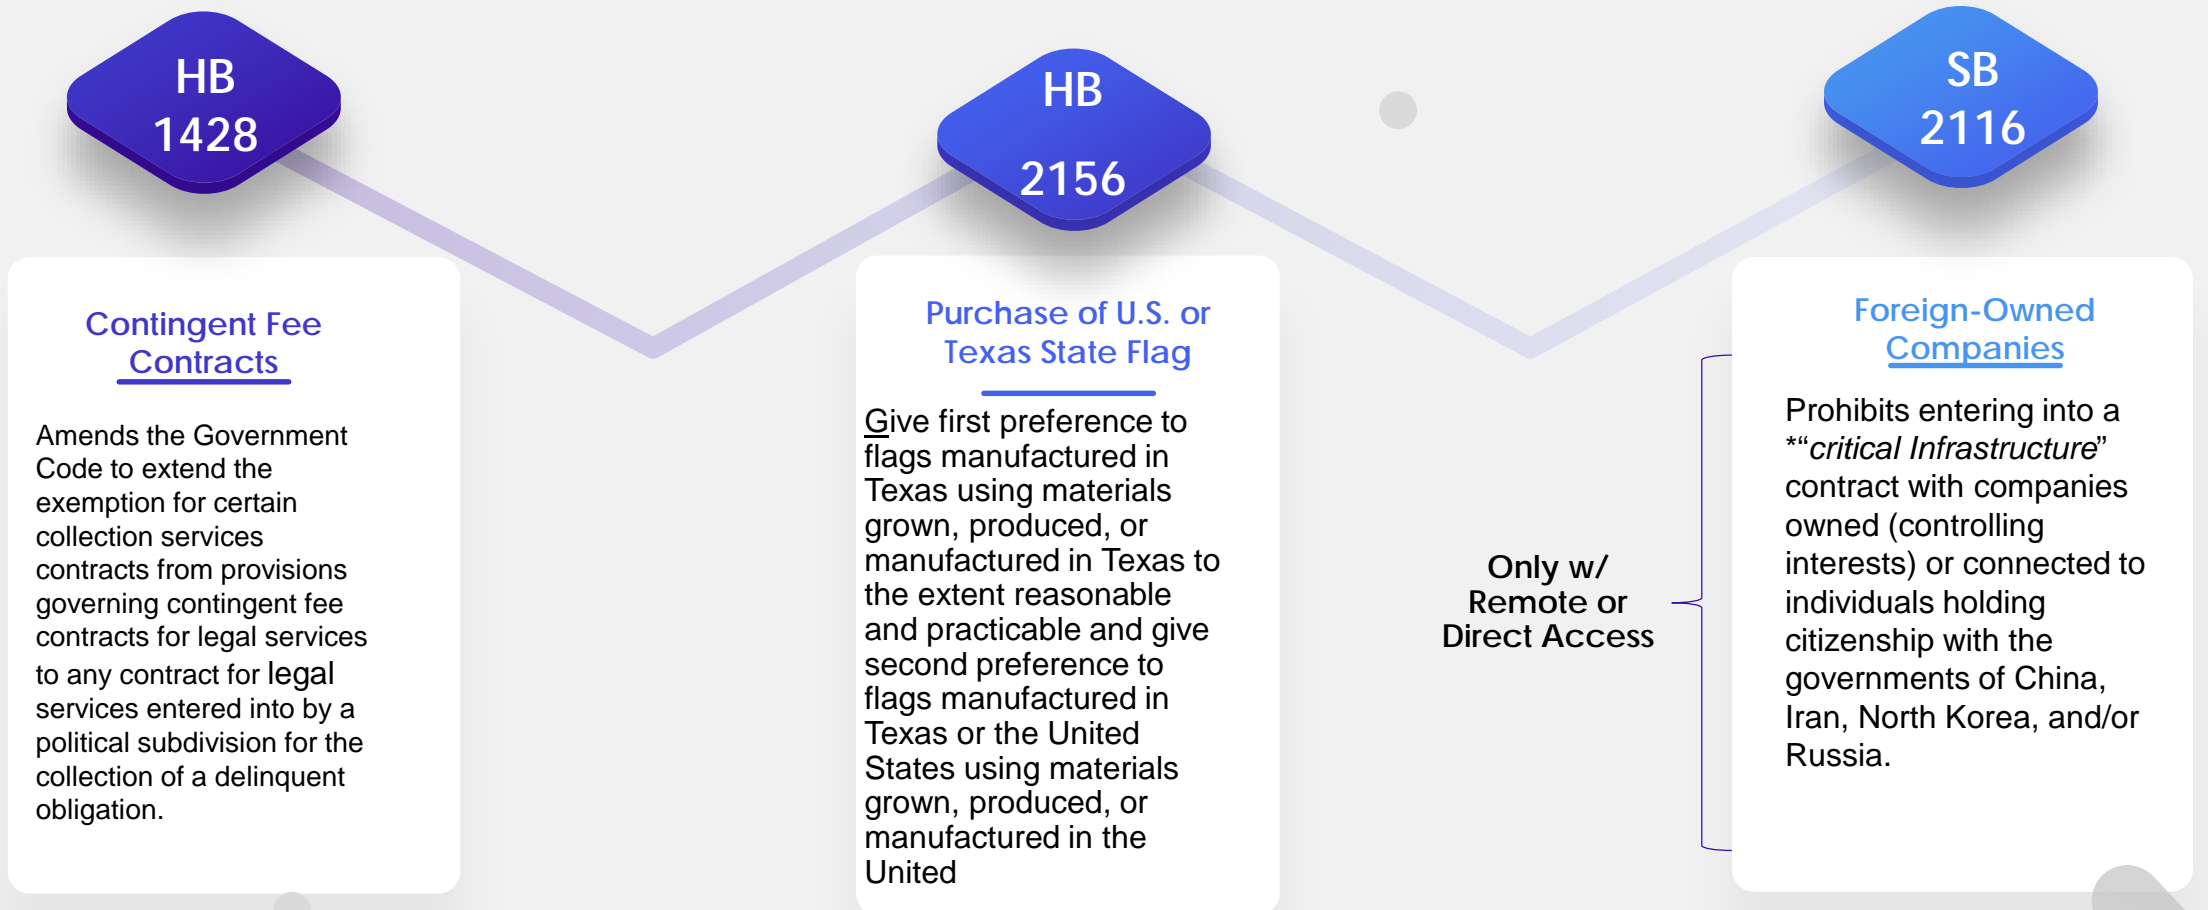 HB
1428
Contingent Fee
Contracts
Amends the Government
Code to extend the
exemption for certain
collection services
contracts from provisions
governing contingent fee
contracts for legal services
to any contract for legal
services entered into by a
political subdivision for the
collection of a delinquent
obligation.
HB
2156
Purchase of U.S. or
Texas State Flag
Give first preference to
flags manufactured in
Texas using materials
grown, produced, or
manufactured in Texas to
the extent reasonable
and practicable and give
second preference to
flags manufactured in
Texas or the United
States using materials
grown, produced, or
manufactured in the
United
Only w/
Remote or
Direct Access
SB
2116
Foreign-Owned
Companies
Prohibits entering into a
*“critical Infrastructure”
contract with companies
owned (controlling
interests) or connected to
individuals holding
citizenship with the
governments of China,
Iran, North Korea, and/or
Russia.